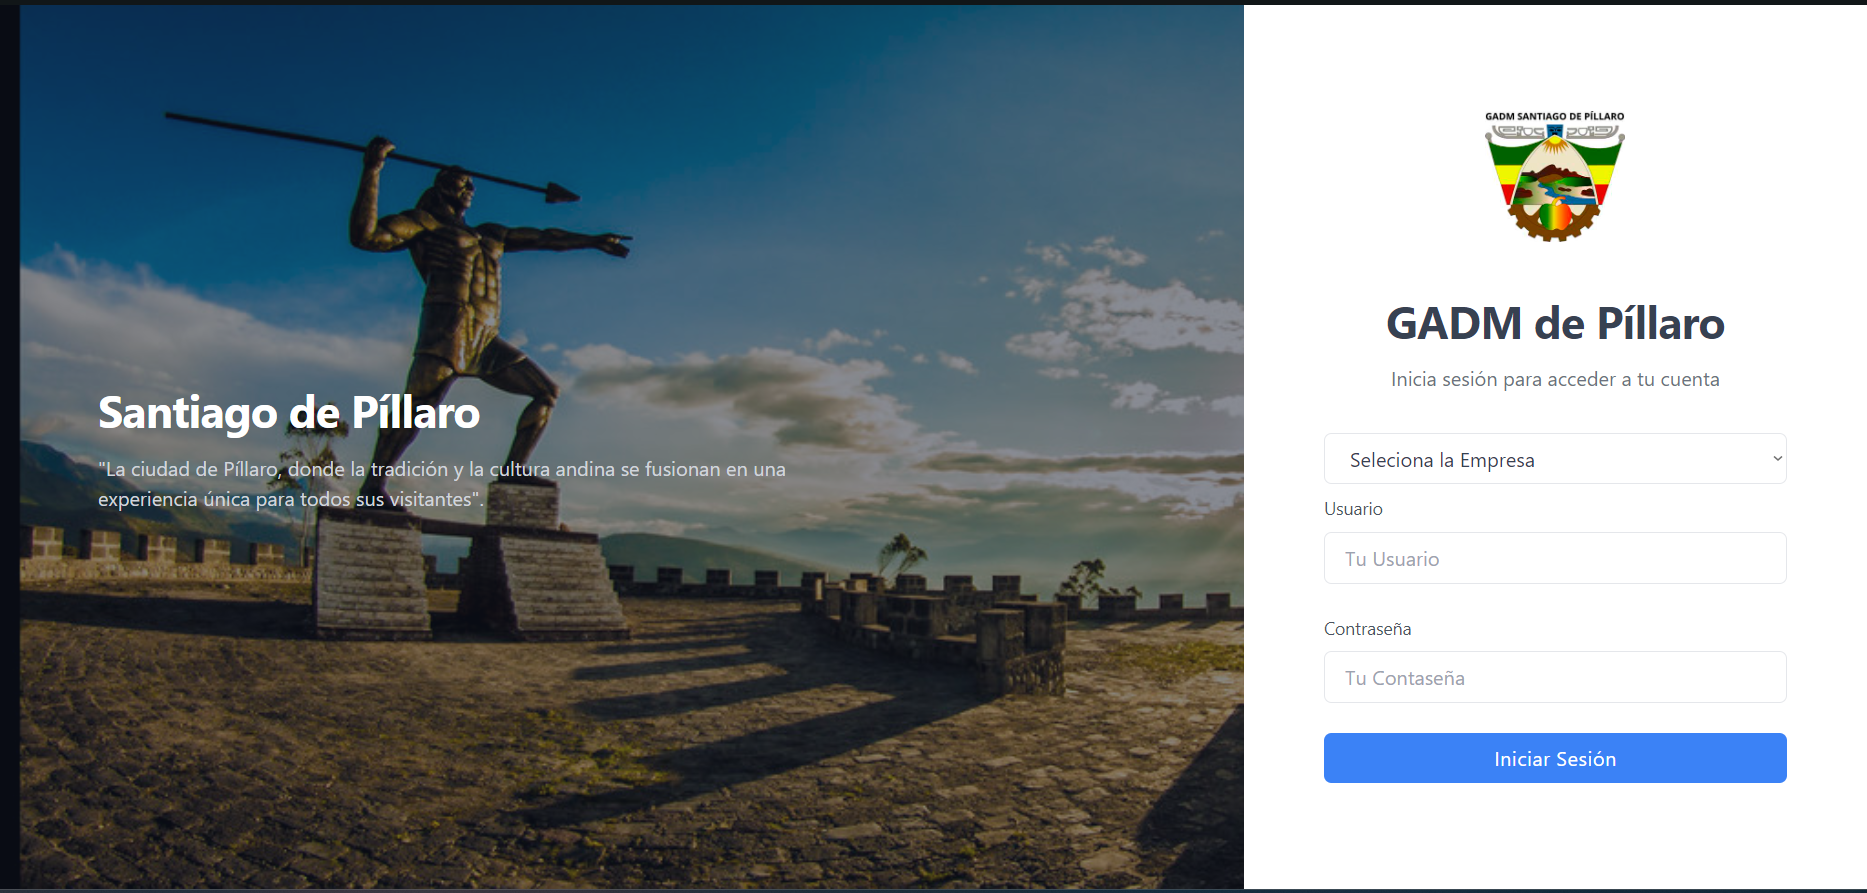 Santiago de Píllaro
"La ciudad de Píllaro, donde la tradición y la cultura andina se fusionan en una
experiencia única para todos sus visitantes".
GADM SANTIAGO DE PÍLLARO
GADM de Píllaro
Inicia sesión para acceder a tu cuenta
Seleciona la Empresa
Usuario
Tu Usuario
Contraseña
Tu Contaseña
Iniciar Sesión